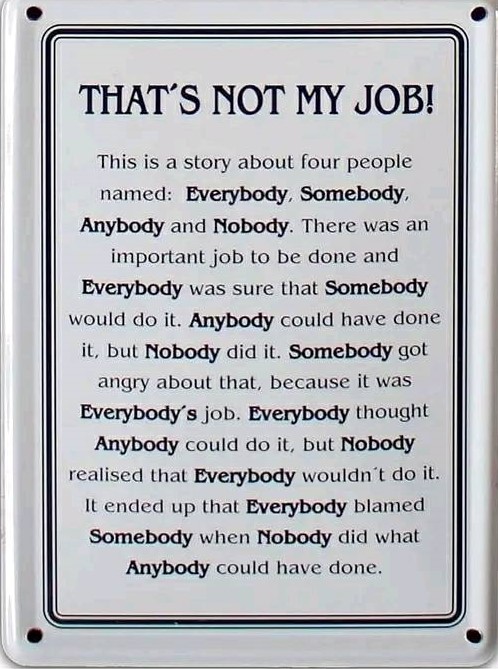 THAT´S NOT MY JOB!
This is a story about four people
named: Everybody, Somebody,
Anybody and Nobody. There was an
important job to be done and
Everybody was sure that Somebody
would do it. Anybody could have done
it, but Nobody did it. Somebody got
angry about that, because it was
Everybody´s job. Everybody thought
Anybody could do it, but Nobody
realised that Everybody wouldn´t do it.
It ended up that Everybody blamed
Somebody when Nobody did what
Anybody could have done.